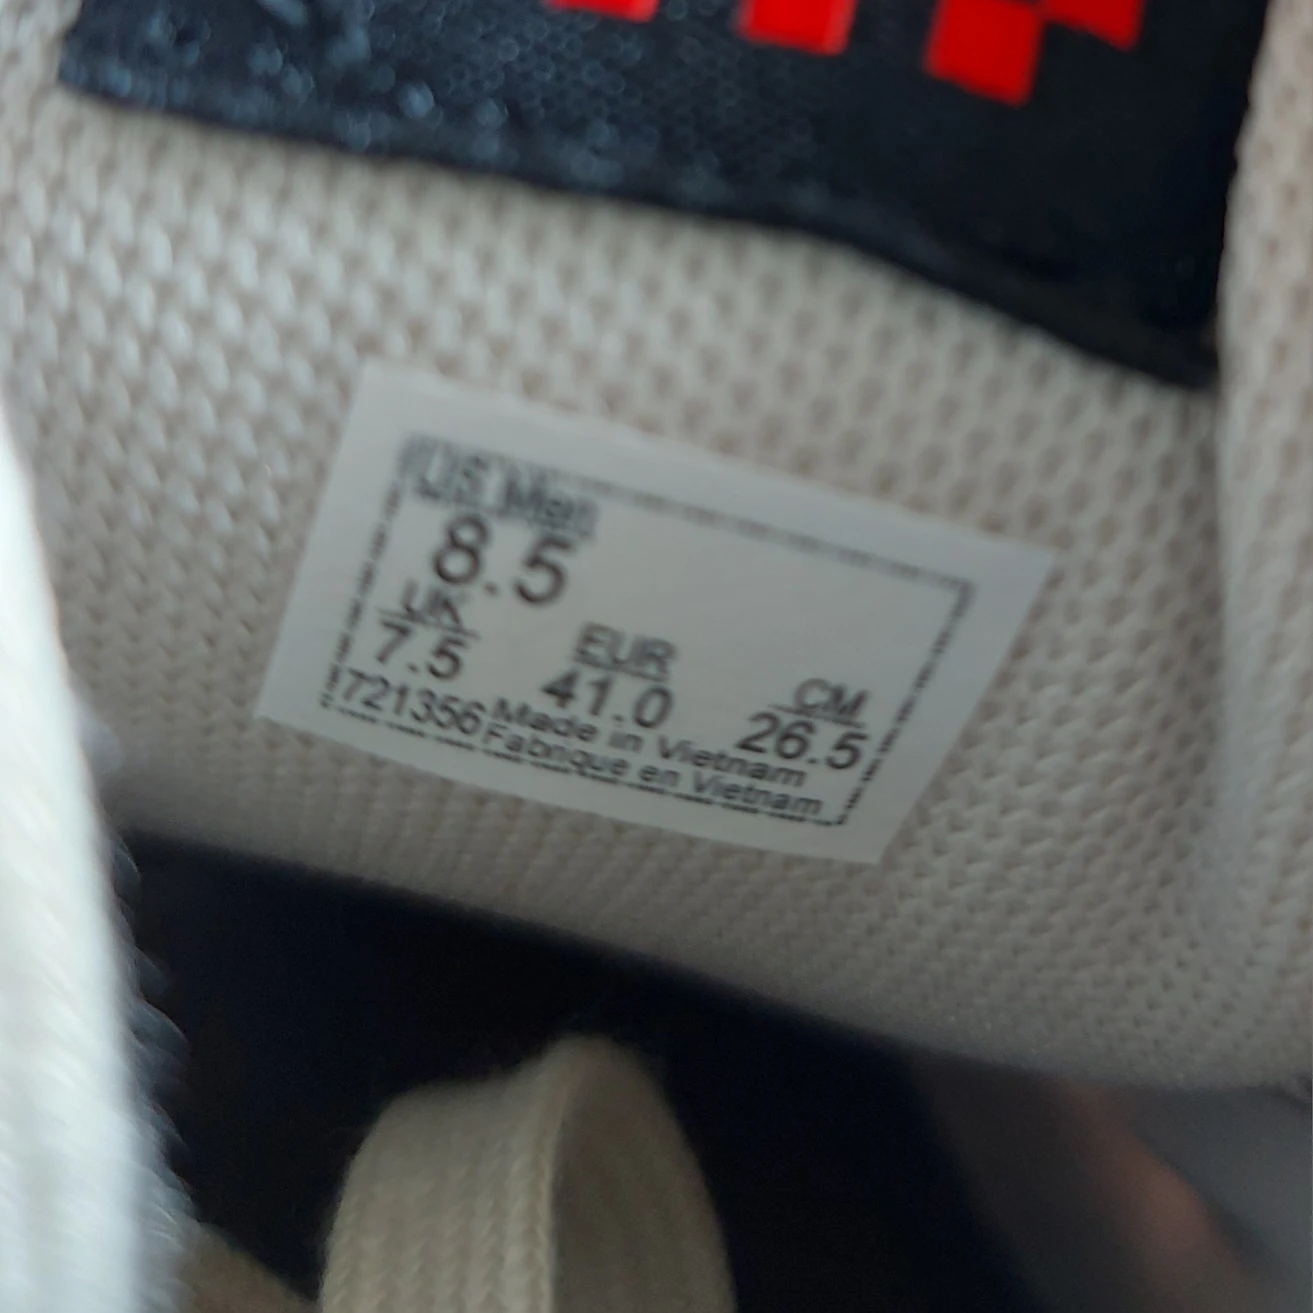 US Men
8.5
UK
7.5
EUR
41.0
CM
26.5
1721356
Made in Vietnam
Fabrique en Vietnam